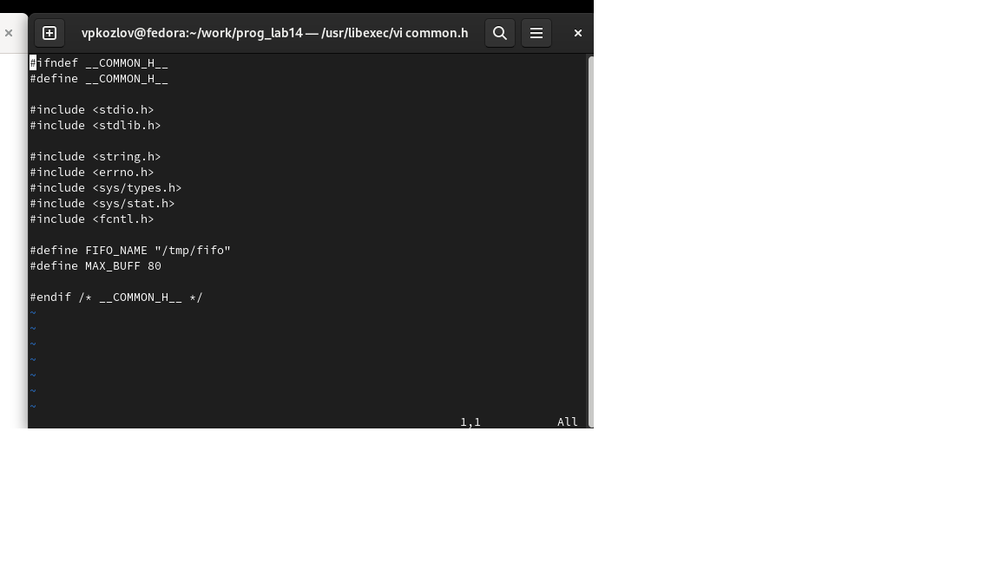 vpkozlov@fedora:~/work/prog_lab14 — /usr/libexec/vi common.h
#ifndef __COMMON_H__
#define __COMMON_H__
#include <stdio.h>
#include <stdlib.h>
#include <string.h>
#include <errno.h>
#include <sys/types.h>
#include <sys/stat.h>
#include <fcntl.h>
#define FIFO_NAME "/tmp/fifo"
#define MAX_BUFF 80
#endif /* __COMMON_H__ */
~
~
~
~
~
~
~
1,1 All